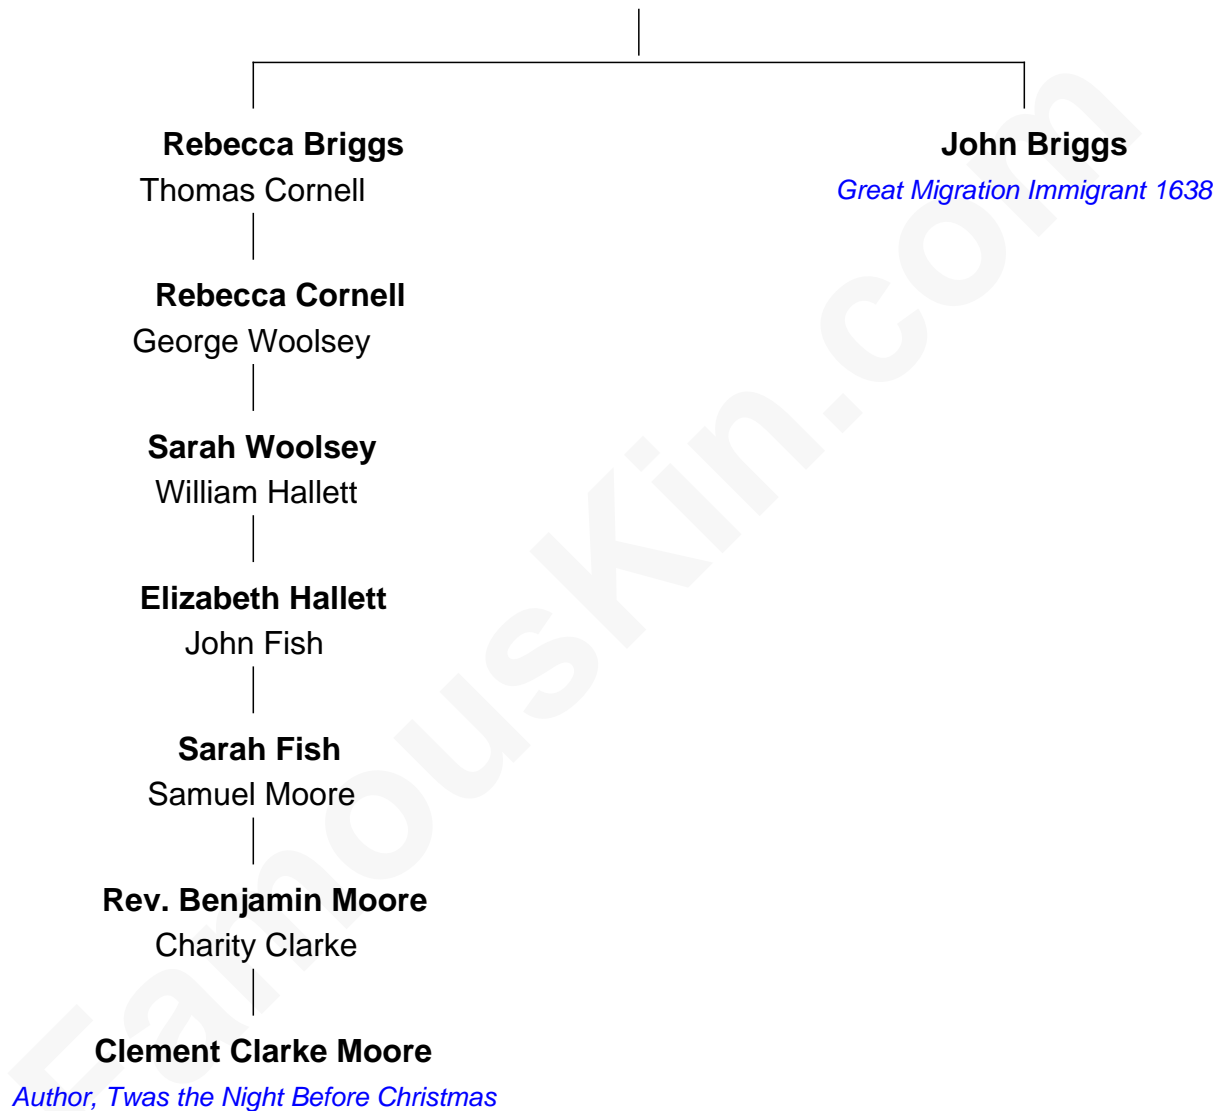 Rebecca Briggs
Thomas Cornell
John Briggs
Great Migration Immigrant 1638
Rebecca Cornell
George Woolsey
Sarah Woolsey
William Hallett
Elizabeth Hallett
John Fish
Sarah Fish
Samuel Moore
Rev. Benjamin Moore
Charity Clarke
Clement Clarke Moore
Author, Twas the Night Before Christmas
FamousKin.com